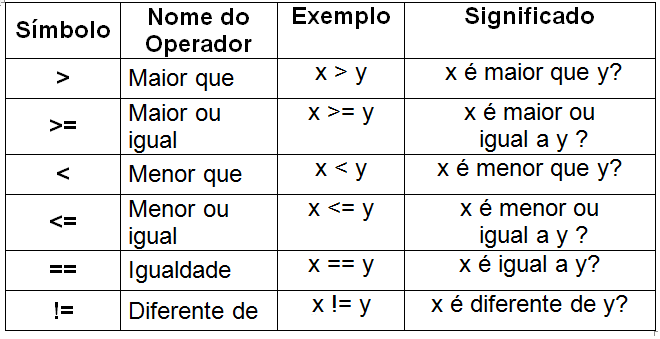 Símbolo Nome do Operador Exemplo Significado
> Maior que x > y x é maior que y?
>= Maior ou igual x >= y x é maior ou igual a y ?
< Menor que x < y x é menor que y?
<= Menor ou igual x <= y x é menor ou igual a y ?
== Igualdade x == y x é igual a y?
!= Diferente de x != y x é diferente de y?